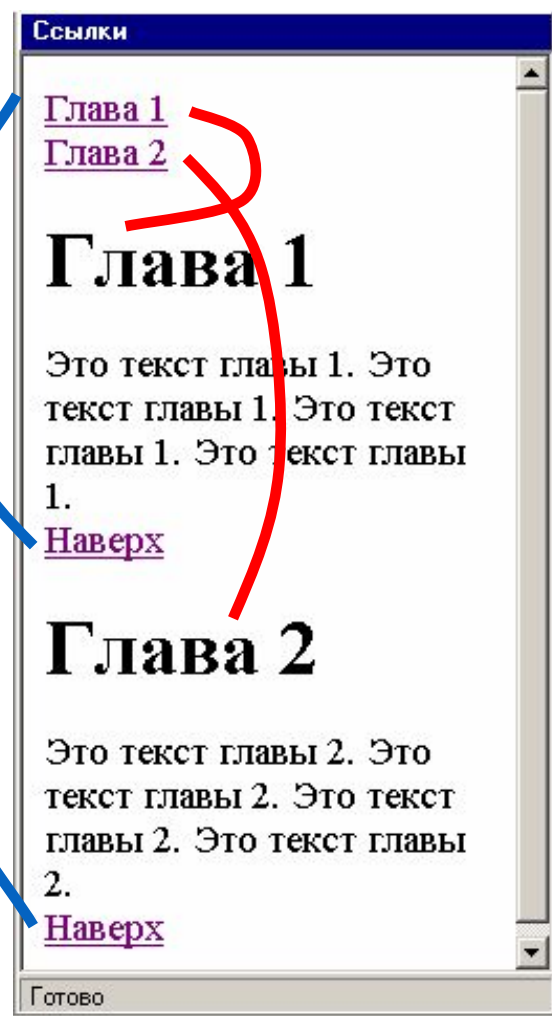 Ссылки
Глава 1
Глава 2
Глава 1
Это текст главы 1. Это
текст главы 1. Это текст
главы 1. Это текст главы
1.
Наверх
Глава 2
Это текст главы 2. Это
текст главы 2. Это текст
главы 2. Это текст главы
2.
Наверх
Готово